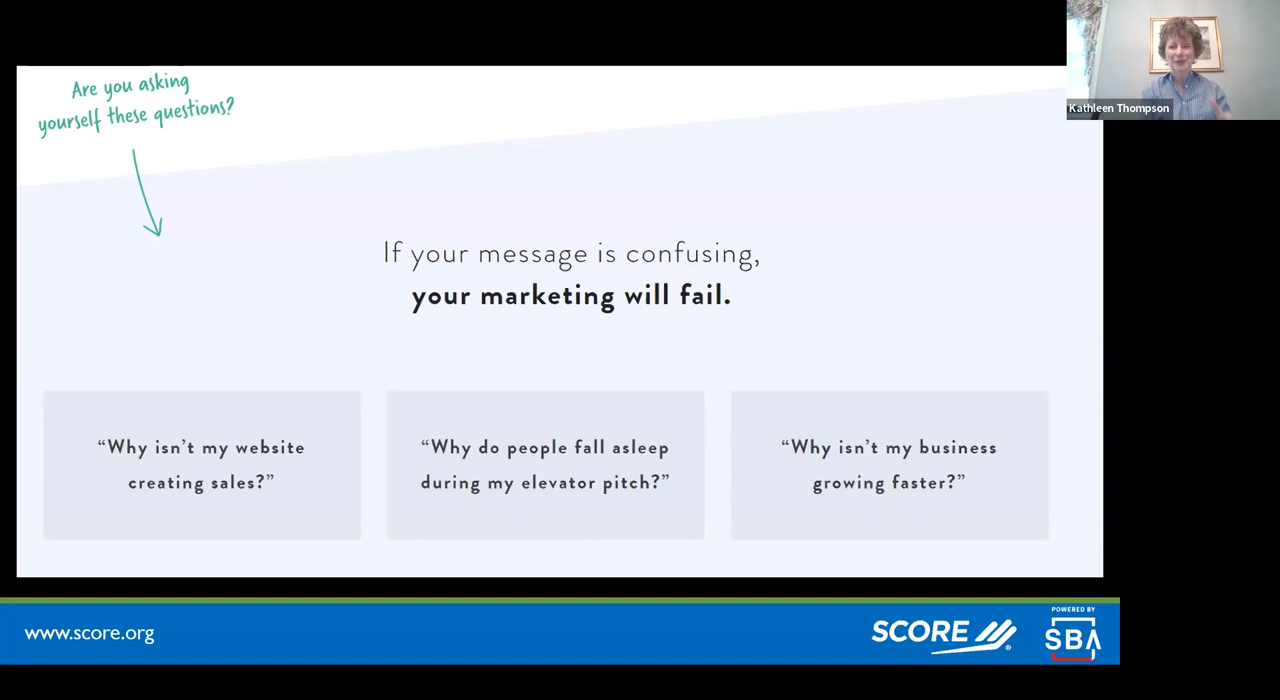 Are you asking
yourself these questions?
Kathleen Thompson
If your message is confusing,
your marketing will fail.
“Why isn’t my website
creating sales?”
“Why do people fall asleep
during my elevator pitch?”
“Why isn’t my business
growing faster?”
www.score.org
SCORE
®
POWERED BY
SBA